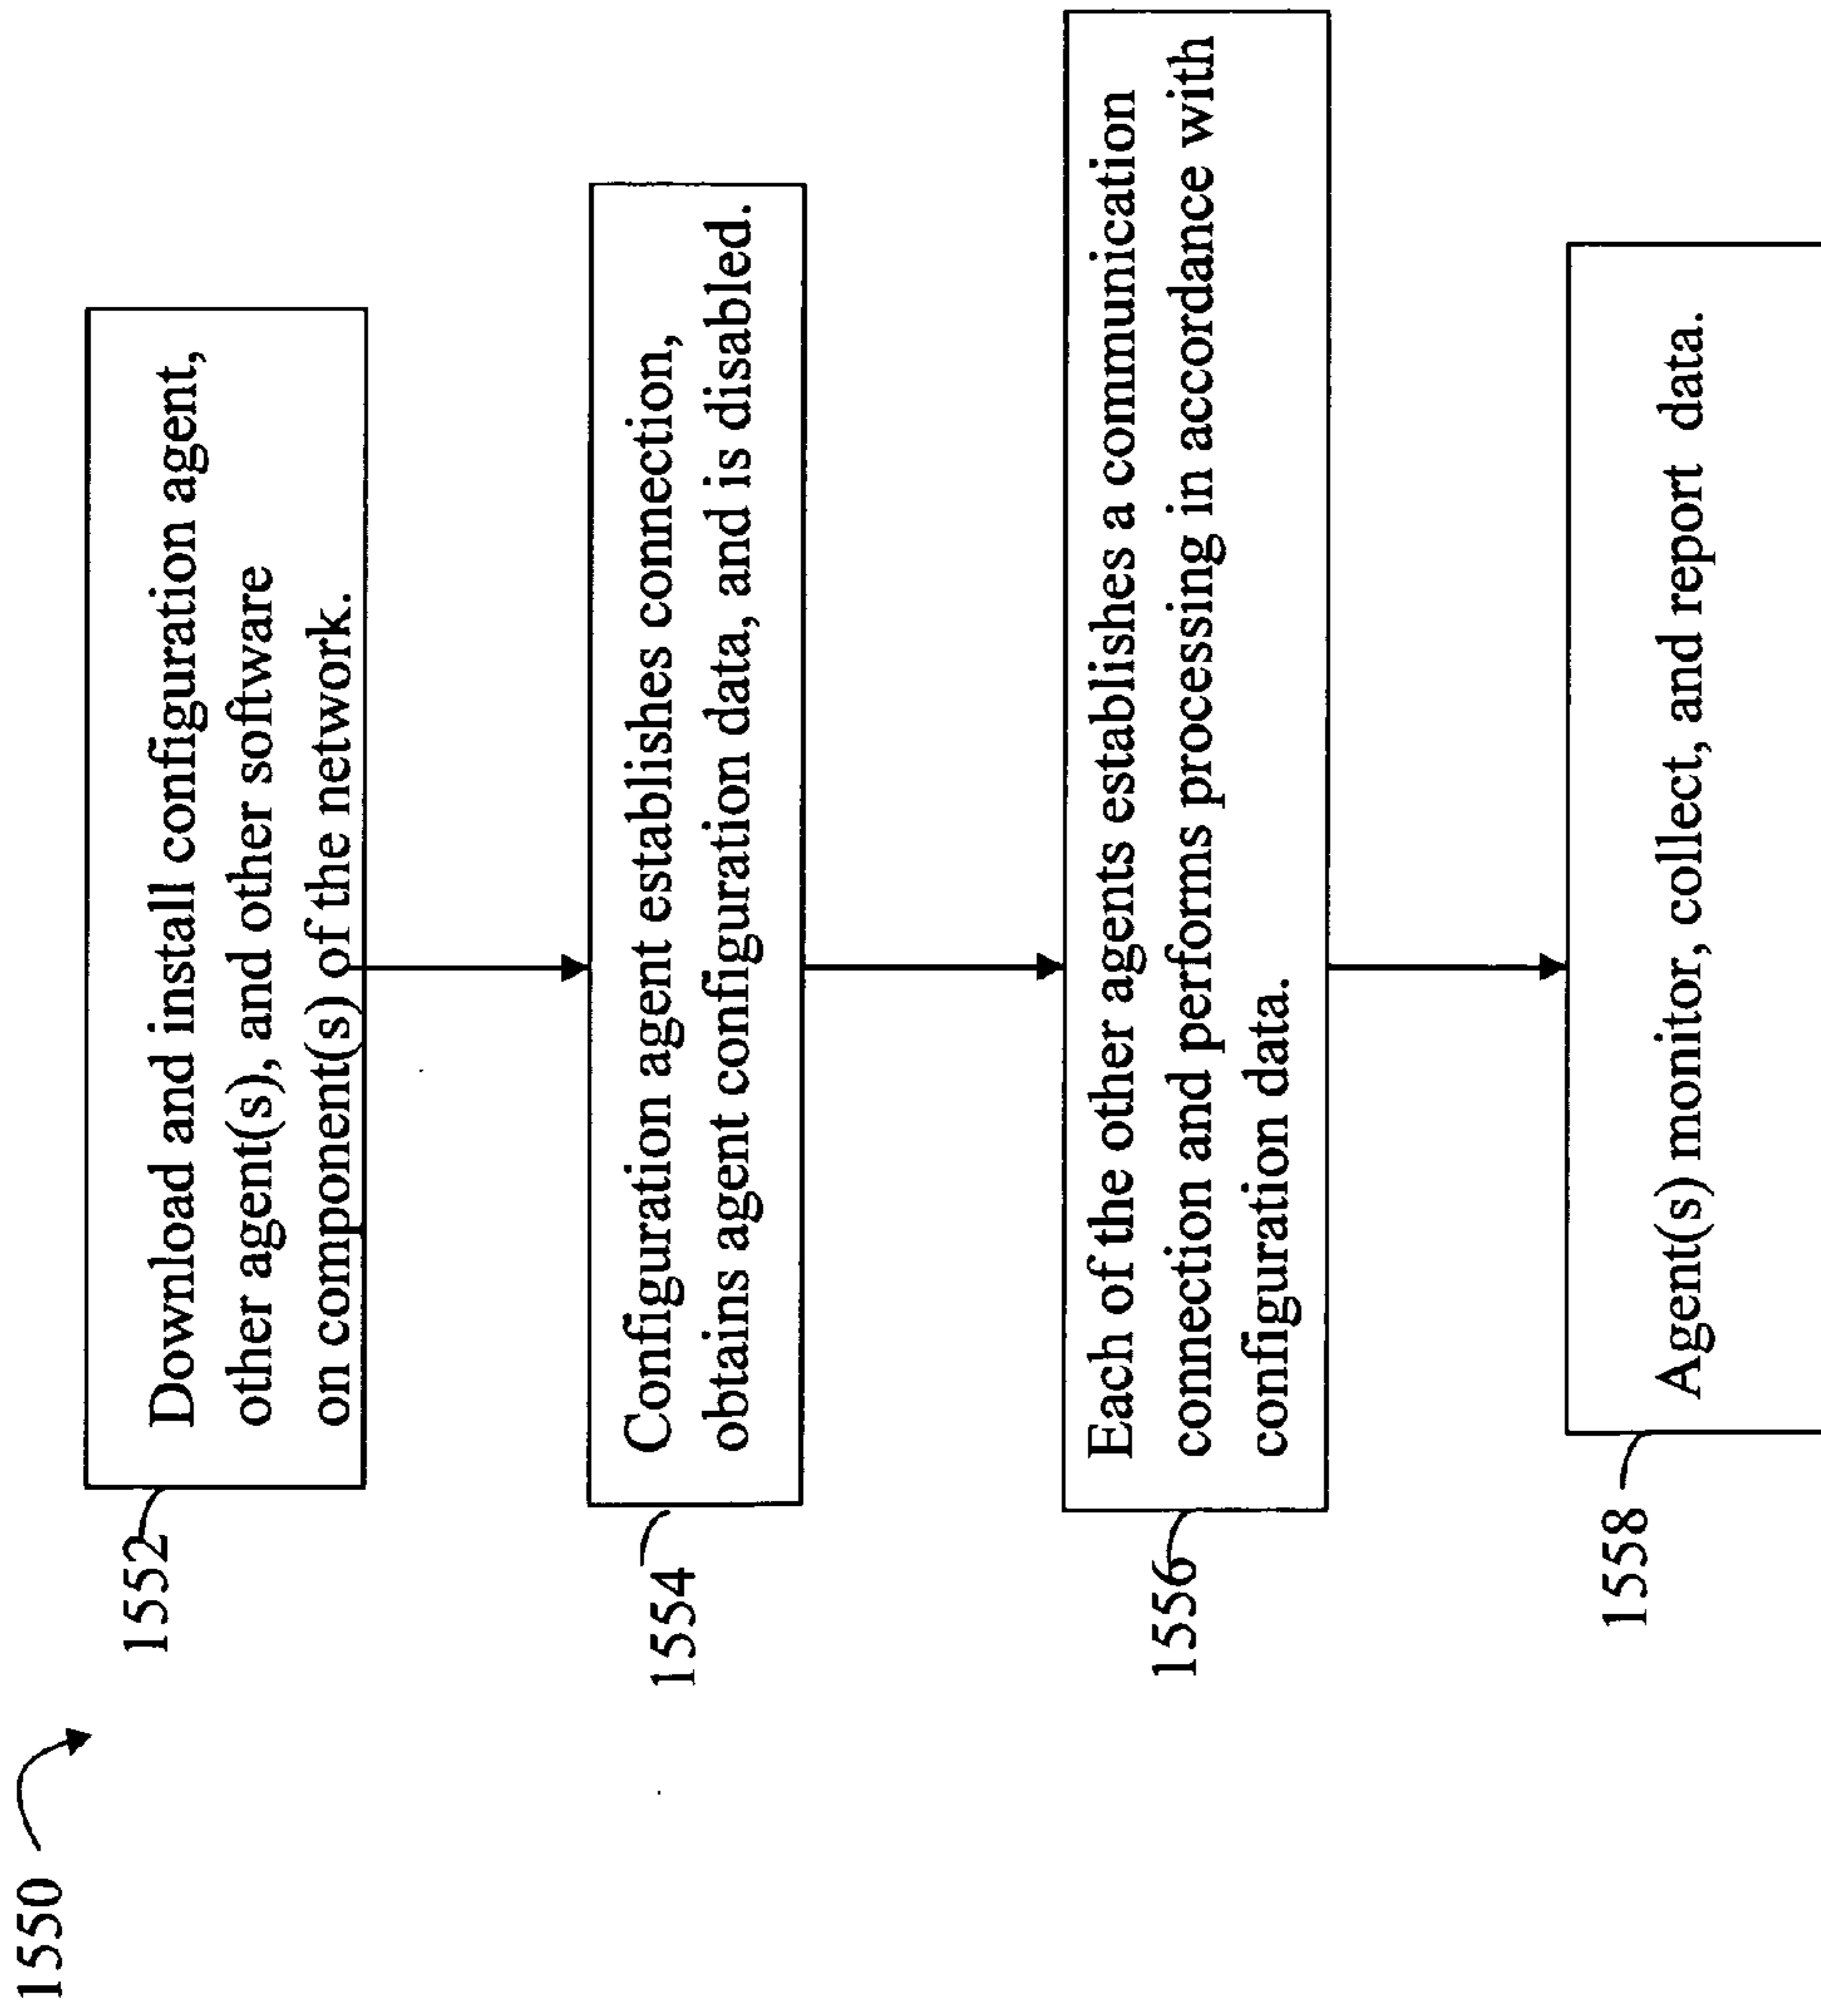 1550
1552
Download and install configuration agent,
other agent(s), and other software
on component(s) of the network.
1554
Configuration agent establishes connection,
obtains agent configuration data, and is disabled.
1556
Each of the other agents establishes a communication
connection and performs processing in accordance with
configuration data.
1558
Agent(s) monitor, collect, and report data.